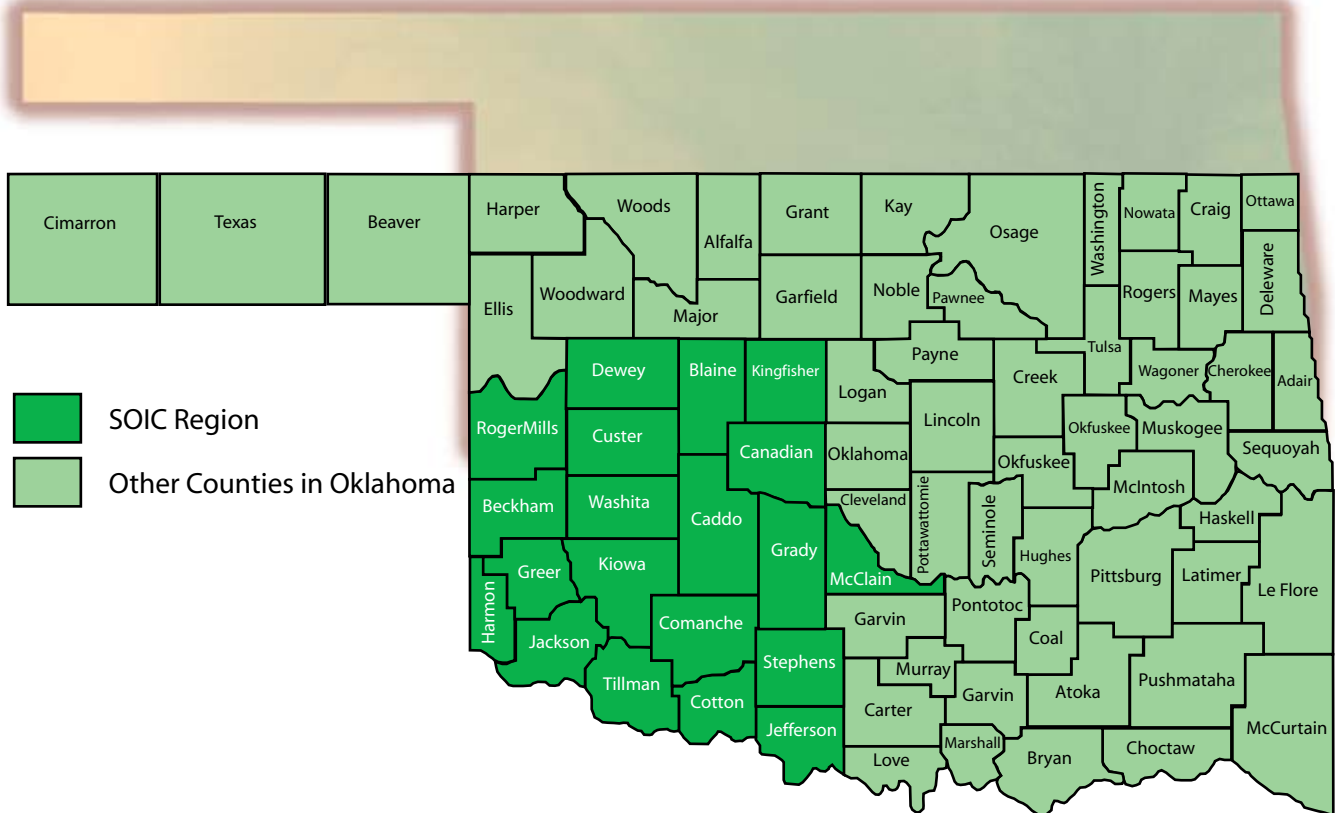 Cimarron
Texas
Beaver
Harper
Woods
Alfalfa
Grant
Kay
Osage
Washington
Nowata
Craig
Ottawa
Ellis
Woodward
Major
Garfield
Noble
Pawnee
Rogers
Mayes
Deleware
Dewey
Blaine
Kingfisher
Logan
Payne
Creek
Tulsa
Wagoner
Cherokee
Adair
SOIC Region
Other Counties in Oklahoma
RogerMills
Custer
Canadian
Oklahoma
Lincoln
Okfuskee
Okfuskee
Muskogee
Sequoyah
Beckham
Washita
Caddo
Grady
Cleveland
Pottawattomie
Seminole
McIntosh
Haskell
Harmon
Greer
Kiowa
McClain
Hughes
Pittsburg
Latimer
Le Flore
Jackson
Comanche
Stephens
Garvin
Pontotoc
Coal
Tillman
Cotton
Jefferson
Murray
Carter
Garvin
Atoka
Pushmataha
McCurtain
Love
Marshall
Bryan
Choctaw